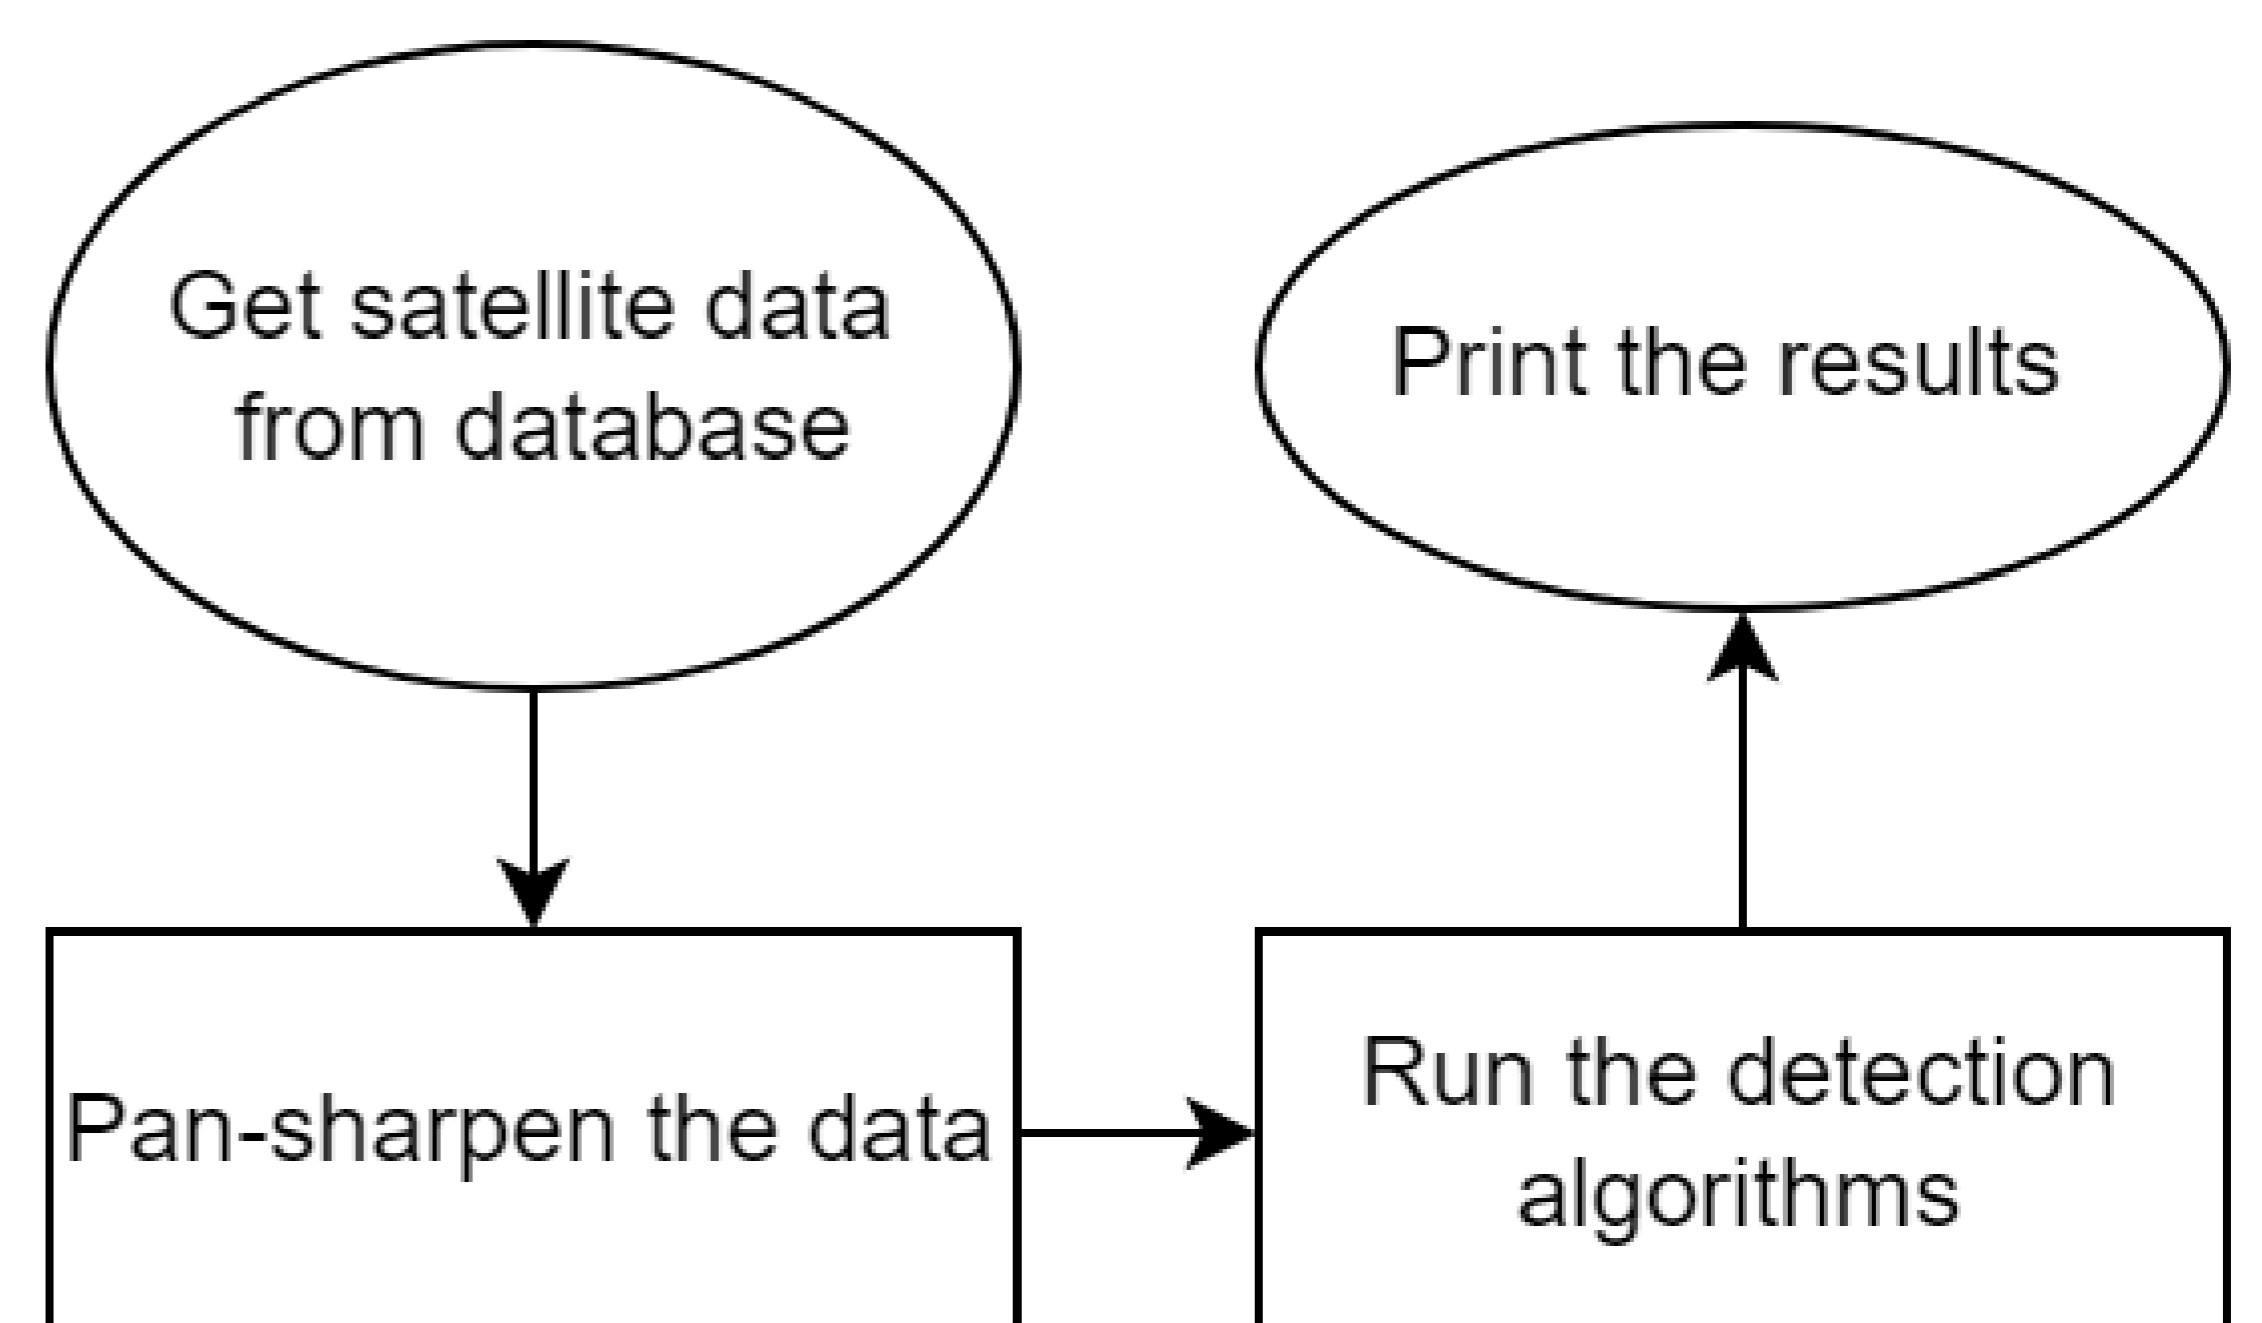 Get satellite data
from database
Pan-sharpen the data
Run the detection
algorithms
Print the results